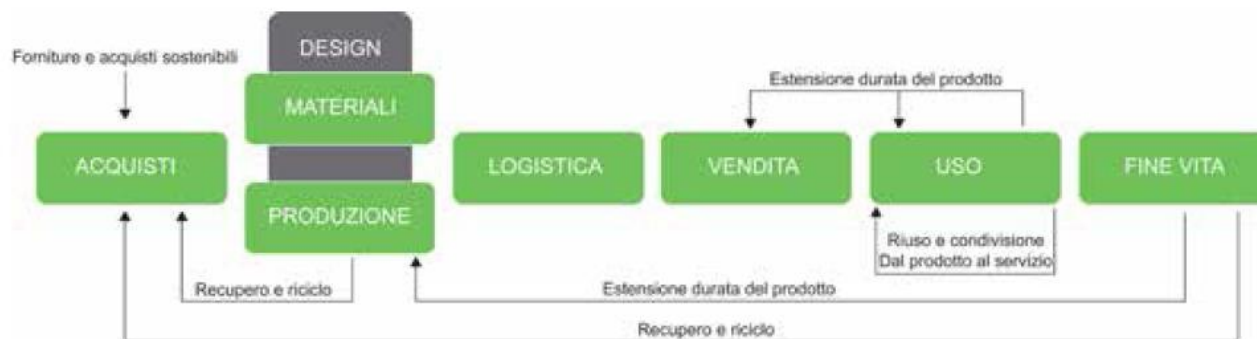 DESIGN
Forniture e acquisti sostenibili
Estensione durata del prodotto
MATERIALI
ACQUISTI
LOGISTICA
VENDITA
USO
FINE VITA
PRODUZIONE
Riuso e condivisione
Dal prodotto al servizio
Recupero e riciclo
Estensione durata del prodotto
Recupero e riciclo